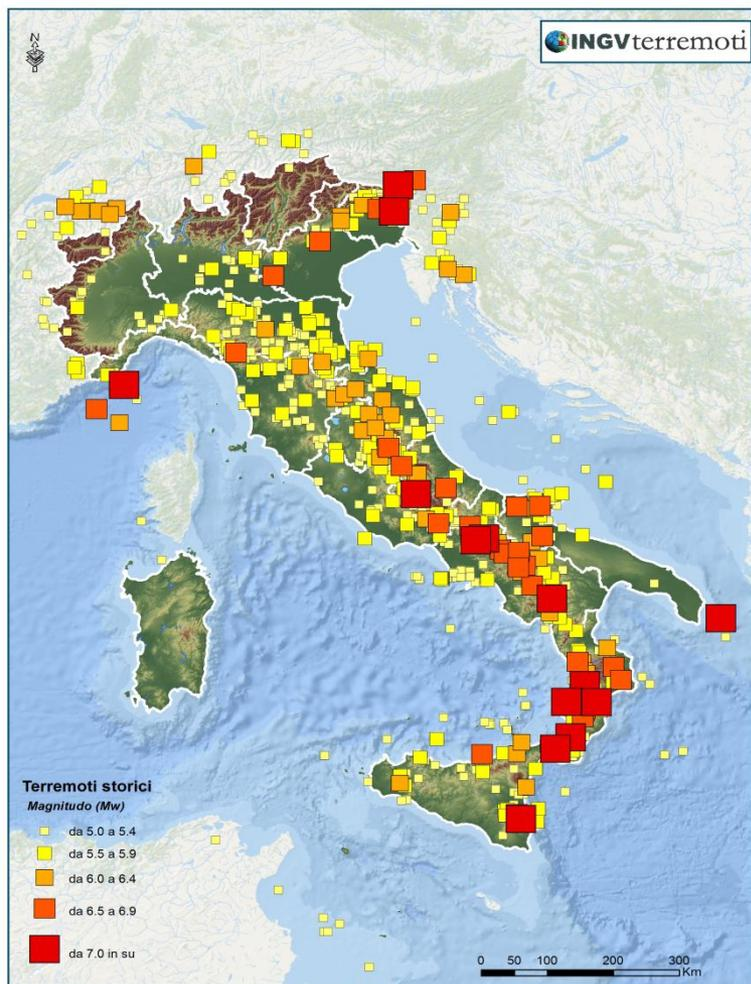 N
INGVterremoti
Terremoti storici
Magnitudo (Mw)
da 5.0 a 5.4
da 5.5 a 5.9
da 6.0 a 6.4
da 6.5 a 6.9
da 7.0 in su
0 50 100 200 300
Km